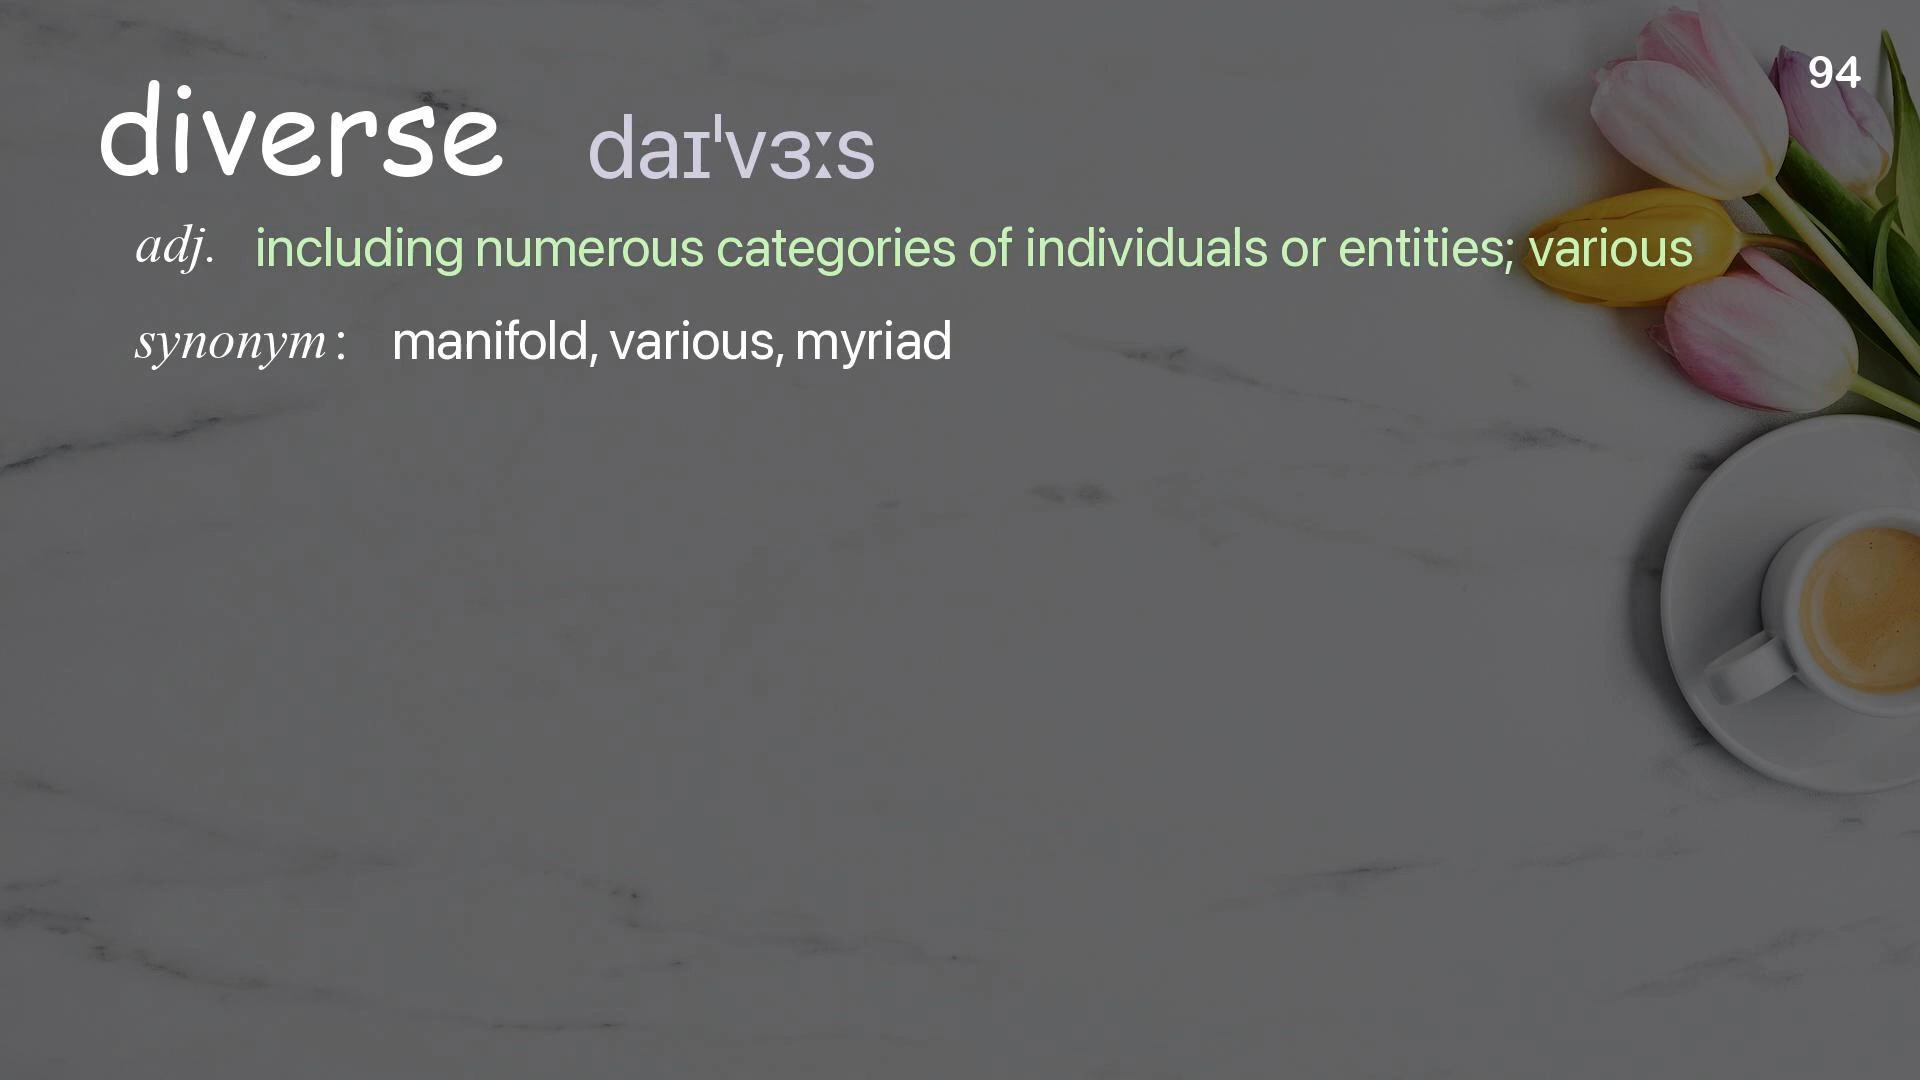 94
diverse daɪˈvɜːs
adj. including numerous categories of individuals or entities; various
synonym : manifold, various, myriad